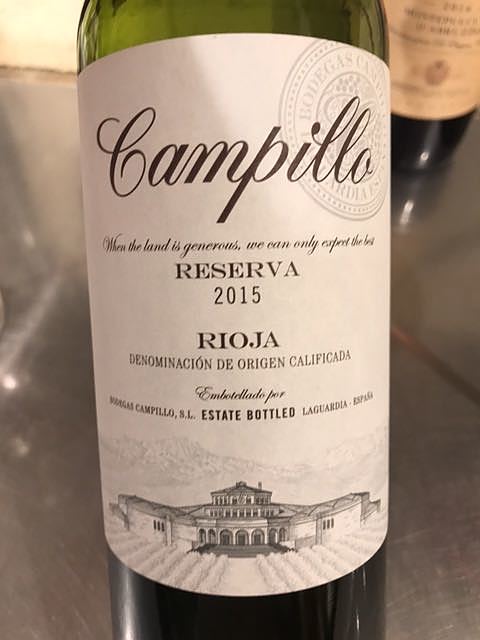 Campillo
When the land is generous, we can only expect the best
RESERVA
2015
RIOJA
DENOMINACIÓN DE ORIGEN CALIFICADA
Embotellado por
BODEGAS CAMPILLO, S.L. ESTATE BOTTLED LAGUARDIA - ESPAÑA
BODEGAS